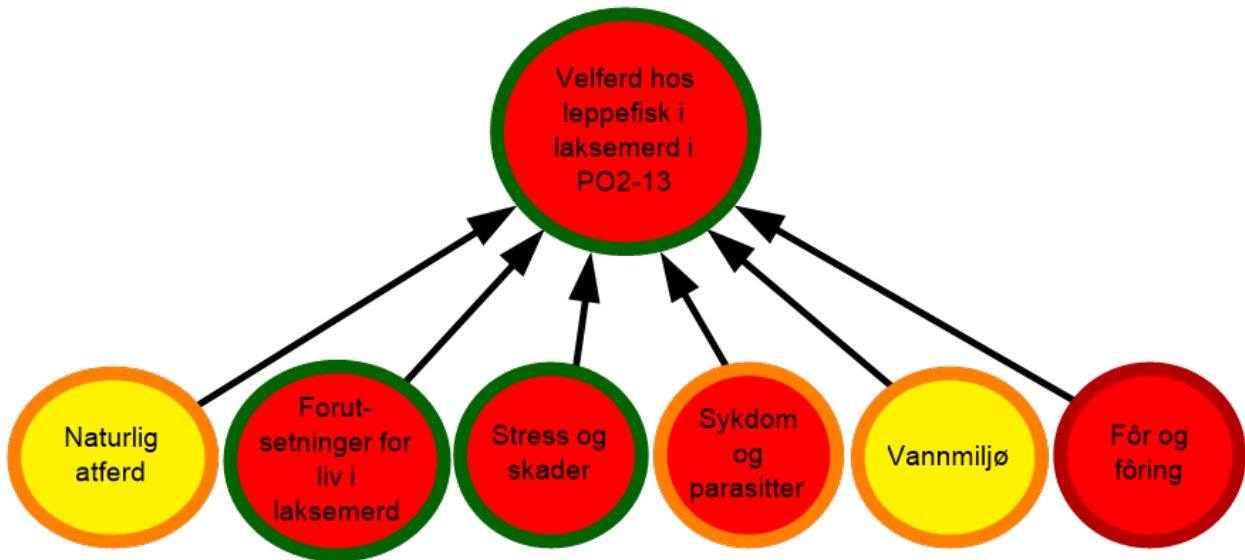 Velferd hos
leppefisk i
laksemerd i
PO2-13
Naturlig
atferd
Forut-
setninger for
liv i
laksemerd
Stress og
skader
Sykdom
og
parasitter
Vannmiljø
Fôr og
fôring